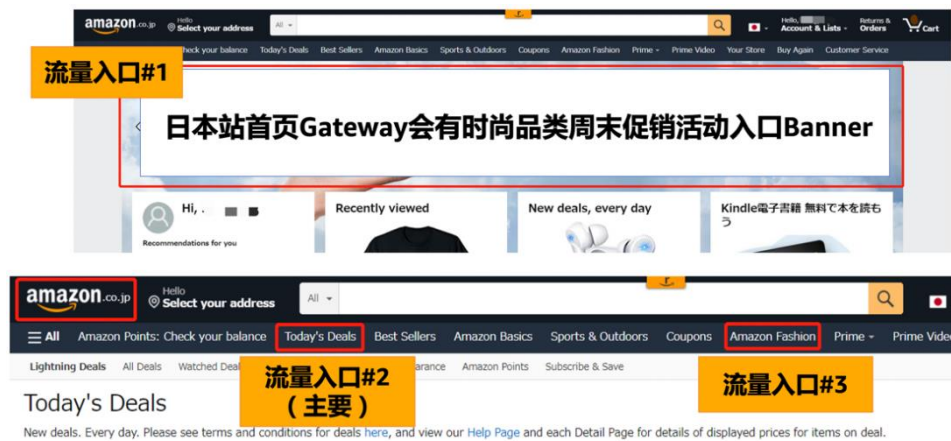 amazon.co.jp
Hello
Select your address
All
Hello,
Account & Lists
Returns & Orders
Cart
Check your balance Today's Deals Best Sellers Amazon Basics Sports & Outdoors Coupons Amazon Fashion Prime Prime Video Your Store Buy Again Customer Service
流量入口#1
日本站首页Gateway会有时尚品类周末促销活动入口Banner
Hi, .
Recommendations for you
Recently viewed
New deals, every day
Kindle電子書籍 無料で本を読も
う
amazon.co.jp
Hello
Select your address
All
All Amazon Points: Check your balance Today's Deals Best Sellers Amazon Basics Sports & Outdoors Coupons Amazon Fashion Prime Prime Video
Lightning Deals All Deals Watched Amazon Points Subscribe & Save
流量入口#2
（主要）
流量入口#3
Today's Deals
New deals. Every day. Please see terms and conditions for deals here, and view our Help Page and each Detail Page for details of displayed prices for items on deal.